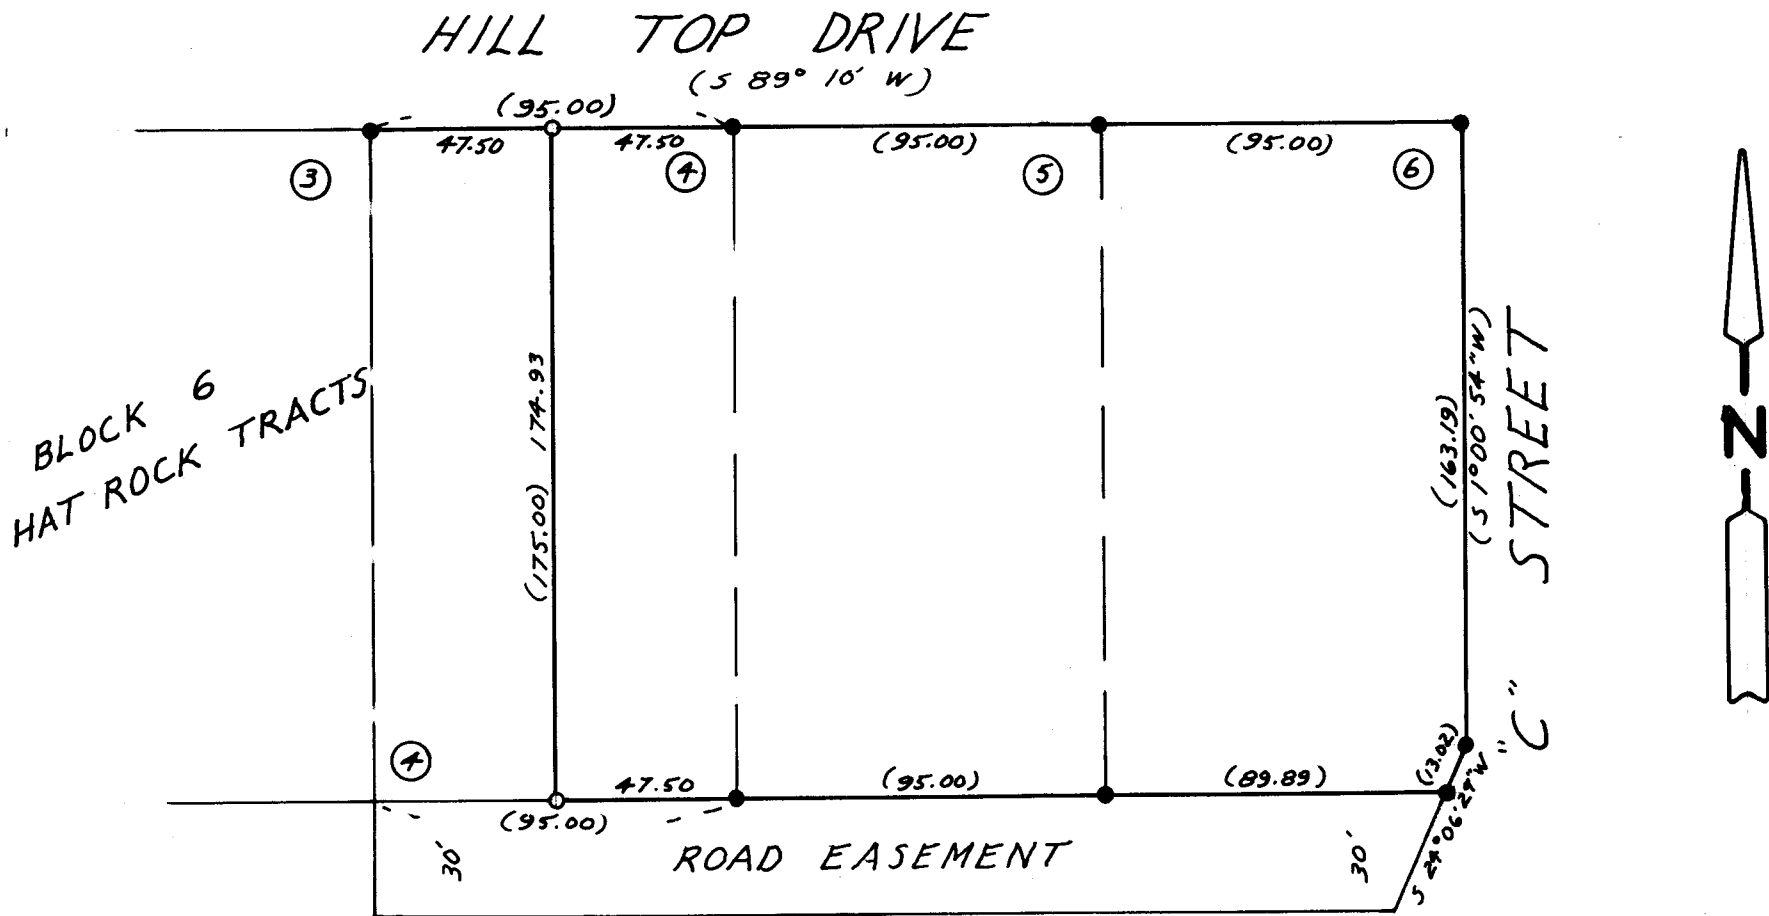 HILL TOP DRIVE
(S 89° 10' W)
(95.00)
47.50 47.50 (95.00) (95.00)
3 4 5 6
BLOCK 6
HAT ROCK TRACTS
(175.00) 174.93
(163.19)
(S 1°00'54"W)
"C" STREET
N
4
47.50 (95.00) (89.89) (13.02)
(95.00)
S 24°06'29"W
30' ROAD EASEMENT 30'